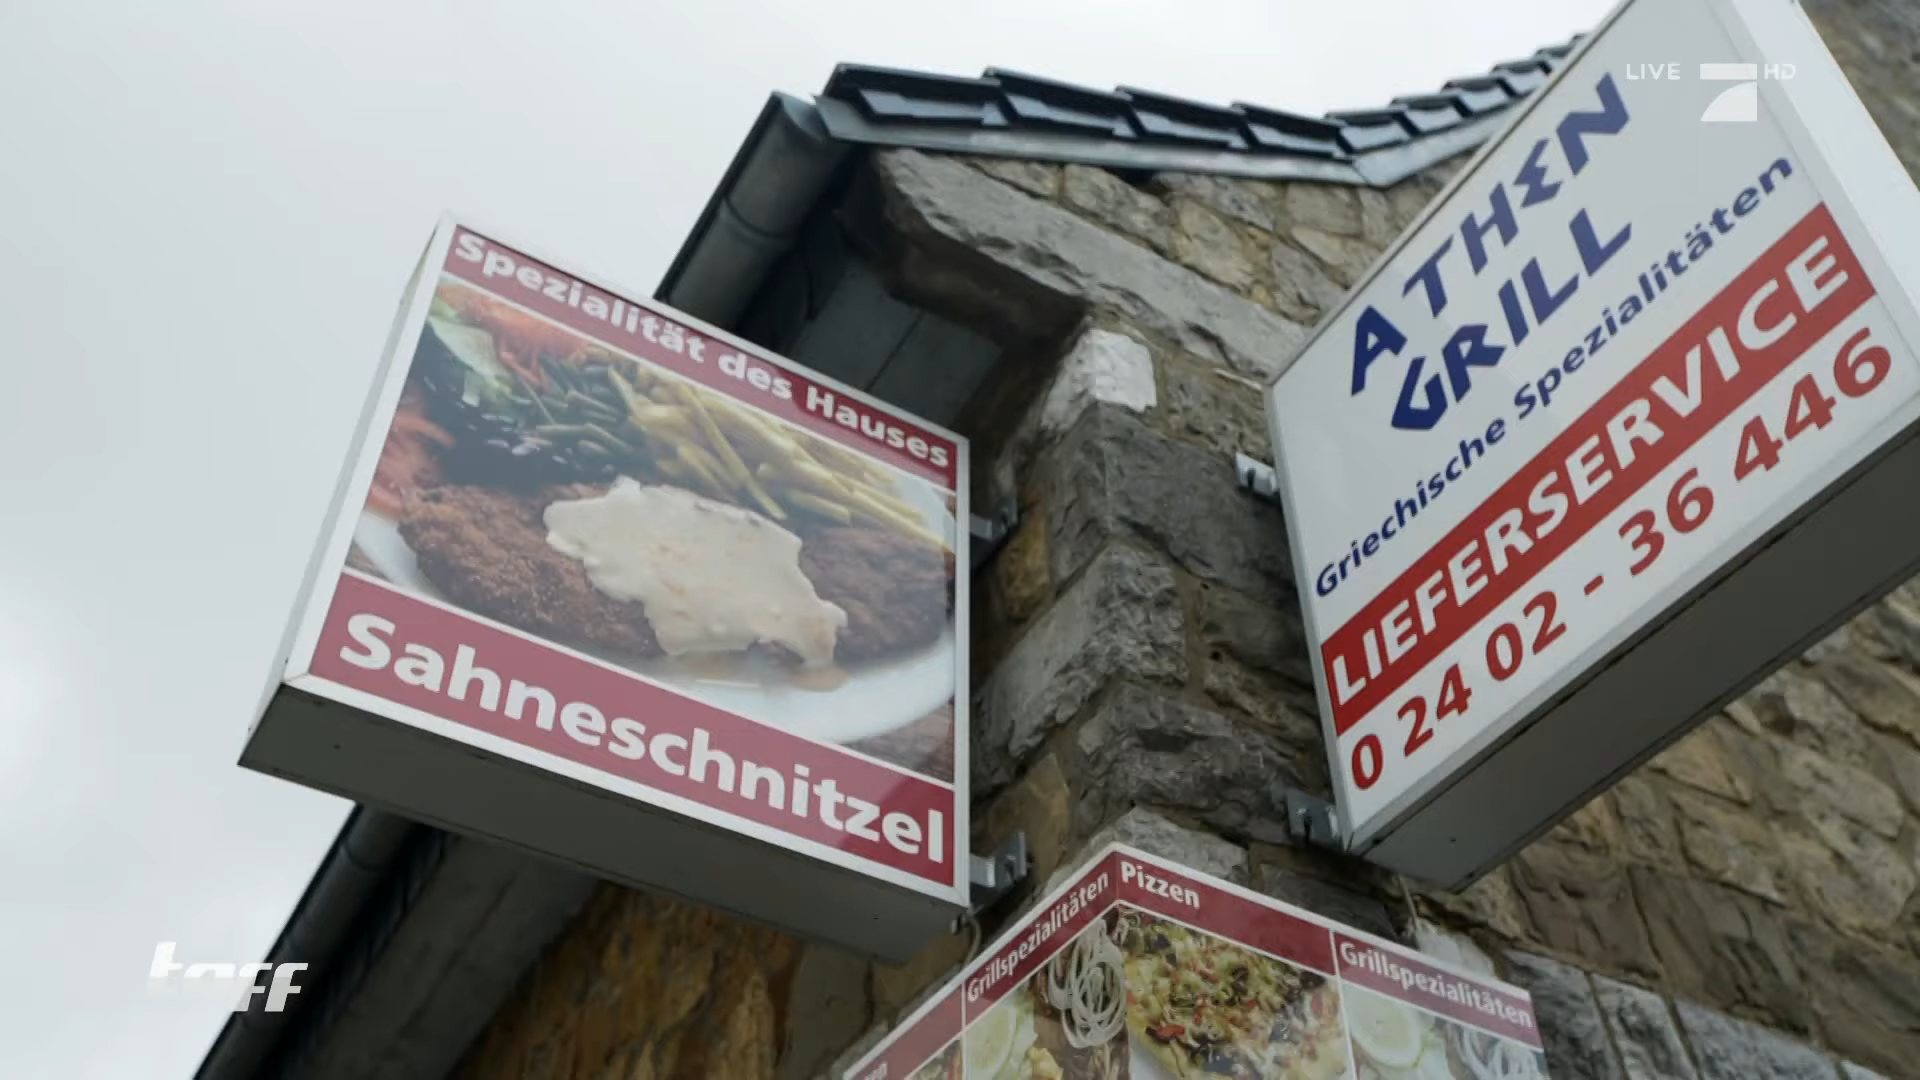 LIVE HD
ATHEN
GRILL
Griechische Spezialitäten
LIEFERSERVICE
0 24 02 - 36 446
Spezialität des Hauses
Sahneschnitzel
Grillspezialitäten
Pizzen
Grillspezialitäten
taff